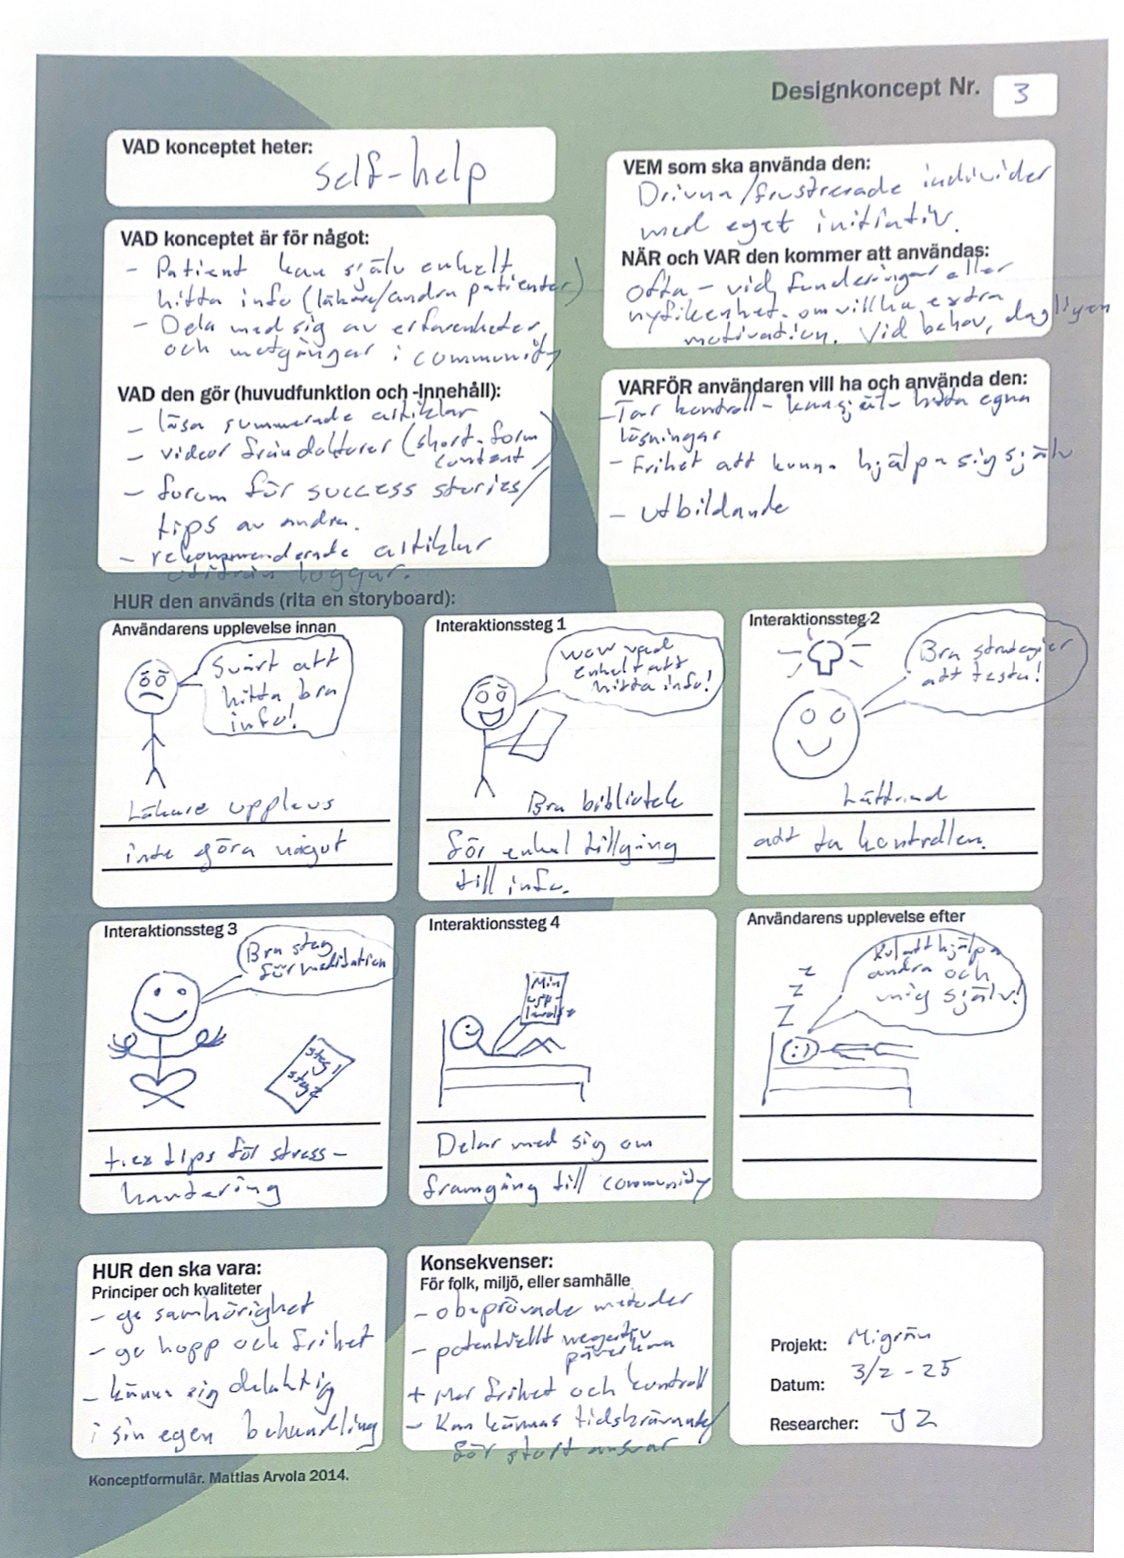 Designkoncept Nr. 3
VAD konceptet heter:
self-help
VAD konceptet är för något:
- Patient kan själv enkelt
hitta info (läkare/andra patienter)
- Dela med sig av erfarenheter
och motgångar i community
VAD den gör (huvudfunktion och -innehåll):
- läsa summerade artiklar
- videor från doktorer (short-form
content)
- forum för success stories/
tips av andra.
- rekommenderade artiklar
utifrån loggar.
VEM som ska använda den:
Drivna/frustrerade individer
med eget initiativ.
NÄR och VAR den kommer att användas:
Ofta - vid funderingar eller
nyfikenhet. om vill ha extra
motivation. Vid behov, dagligen
VARFÖR användaren vill ha och använda den:
- Tar kontroll - kan själv hitta egna
lösningar
- Frihet att kunna hjälpa sig själv
- Utbildande
HUR den används (rita en storyboard):
Användarens upplevelse innan
Svårt att
hitta bra
info!
Läkare upplevs
inte göra något
Interaktionssteg 1
wow vad
enkelt att
hitta info!
Bra bibliotek
för enkel tillgång
till info.
Interaktionssteg 2
Bra strategier
att testa!
Lättrad
att ta kontrollen.
Interaktionssteg 3
Bra steg
för meditation
steg 1
steg 2
t.ex tips för stress-
hantering
Interaktionssteg 4
Min
upp-
levelse
Delar med sig om
framgång till community
Användarens upplevelse efter
Kul att hjälpa
andra och
mig själv!
z
z
z
HUR den ska vara:
Principer och kvaliteter
- ge samhörighet
- ge hopp och frihet
- känna sig delaktig
i sin egen behandling
Konsekvenser:
För folk, miljö, eller samhälle
- obeprövade metoder
- potentiellt negativ
påverkan
+ Mer frihet och kontroll
- Kan kännas tidskrävande/
för stort ansvar
Projekt: Migrän
Datum: 3/2 - 25
Researcher: JZ
Konceptformulär. Mattias Arvola 2014.